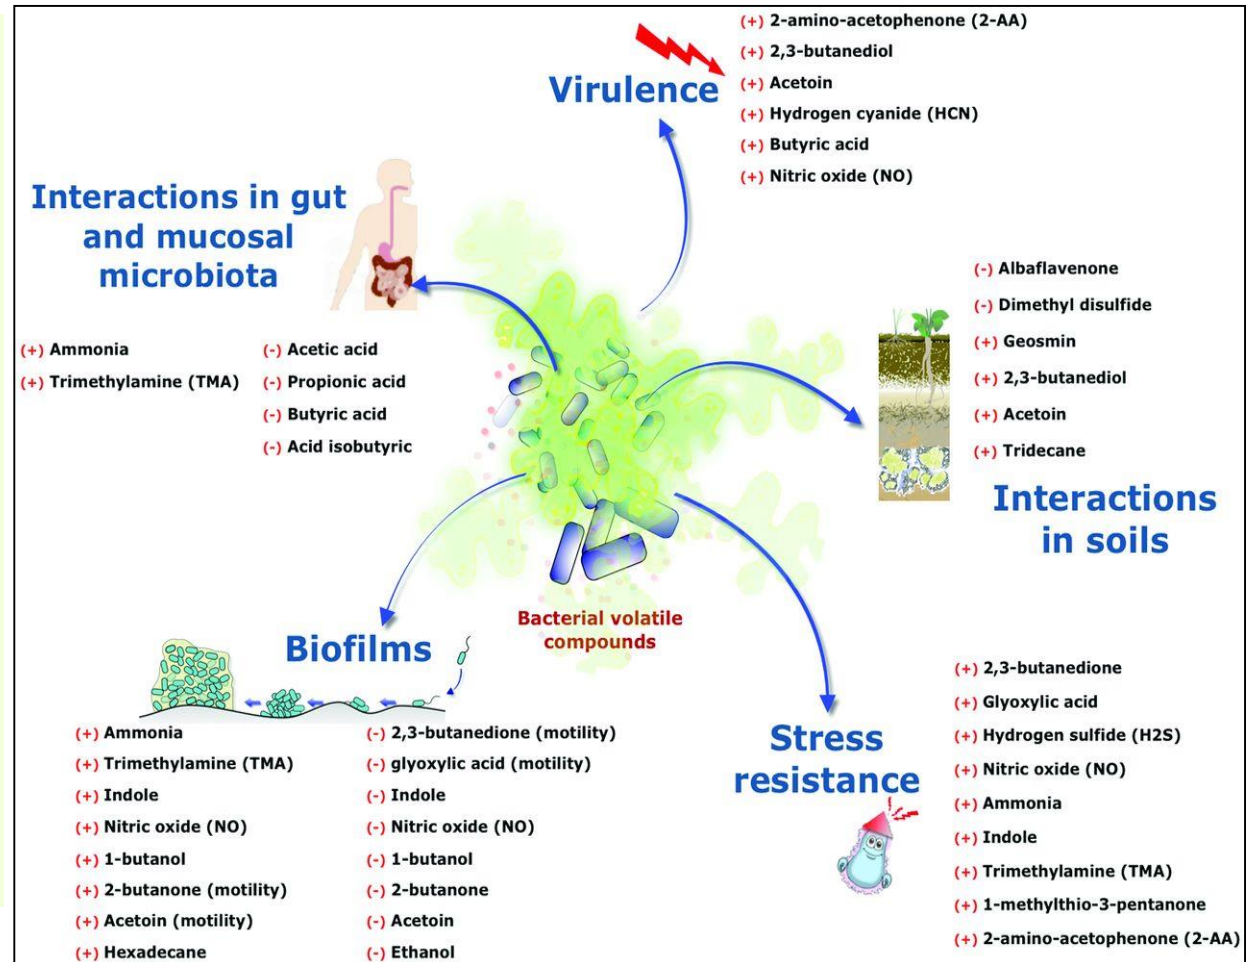 (+) 2-amino-acetophenone (2-AA)
(+) 2,3-butanediol
(+) Acetoin
(+) Hydrogen cyanide (HCN)
(+) Butyric acid
(+) Nitric oxide (NO)
Virulence
Interactions in gut
and mucosal
microbiota
(+) Ammonia
(+) Trimethylamine (TMA)
(-) Acetic acid
(-) Propionic acid
(-) Butyric acid
(-) Acid isobutyric
(-) Albaflavenone
(-) Dimethyl disulfide
(+) Geosmin
(+) 2,3-butanediol
(+) Acetoin
(+) Tridecane
Interactions
in soils
Bacterial volatile
compounds
Biofilms
(+) Ammonia
(+) Trimethylamine (TMA)
(+) Indole
(+) Nitric oxide (NO)
(+) 1-butanol
(+) 2-butanone (motility)
(+) Acetoin (motility)
(+) Hexadecane
(-) 2,3-butanedione (motility)
(-) glyoxylic acid (motility)
(-) Indole
(-) Nitric oxide (NO)
(-) 1-butanol
(-) 2-butanone
(-) Acetoin
(-) Ethanol
Stress
resistance
(+) 2,3-butanedione
(+) Glyoxylic acid
(+) Hydrogen sulfide (H2S)
(+) Nitric oxide (NO)
(+) Ammonia
(+) Indole
(+) Trimethylamine (TMA)
(+) 1-methylthio-3-pentanone
(+) 2-amino-acetophenone (2-AA)